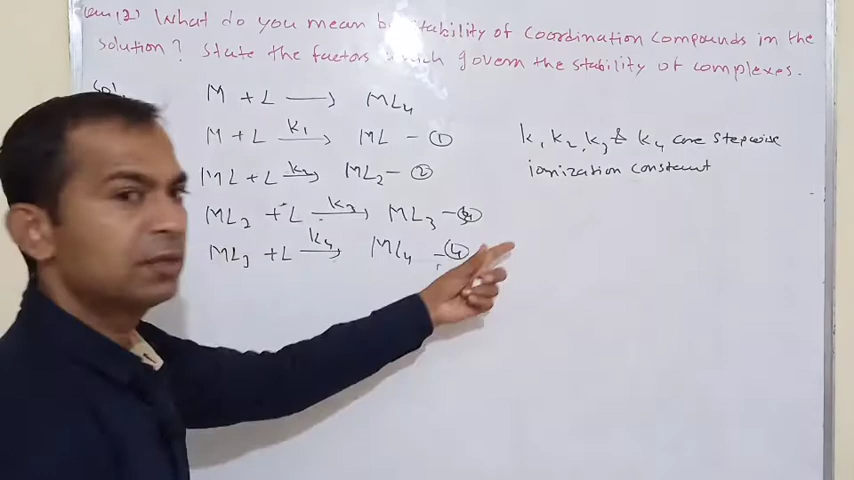 (12) What do you mean by stability of Coordination Compounds in the
solution? State the factors which govern the stability of complexes.
Sol
M + L → ML4
M + L K1→ ML - ①
ML + L K2→ ML2 - ②
ML2 + L K3→ ML3 - ③
ML3 + L K4→ ML4 - ④
K1, K2, K3 & K4 are stepwise
ionization constant